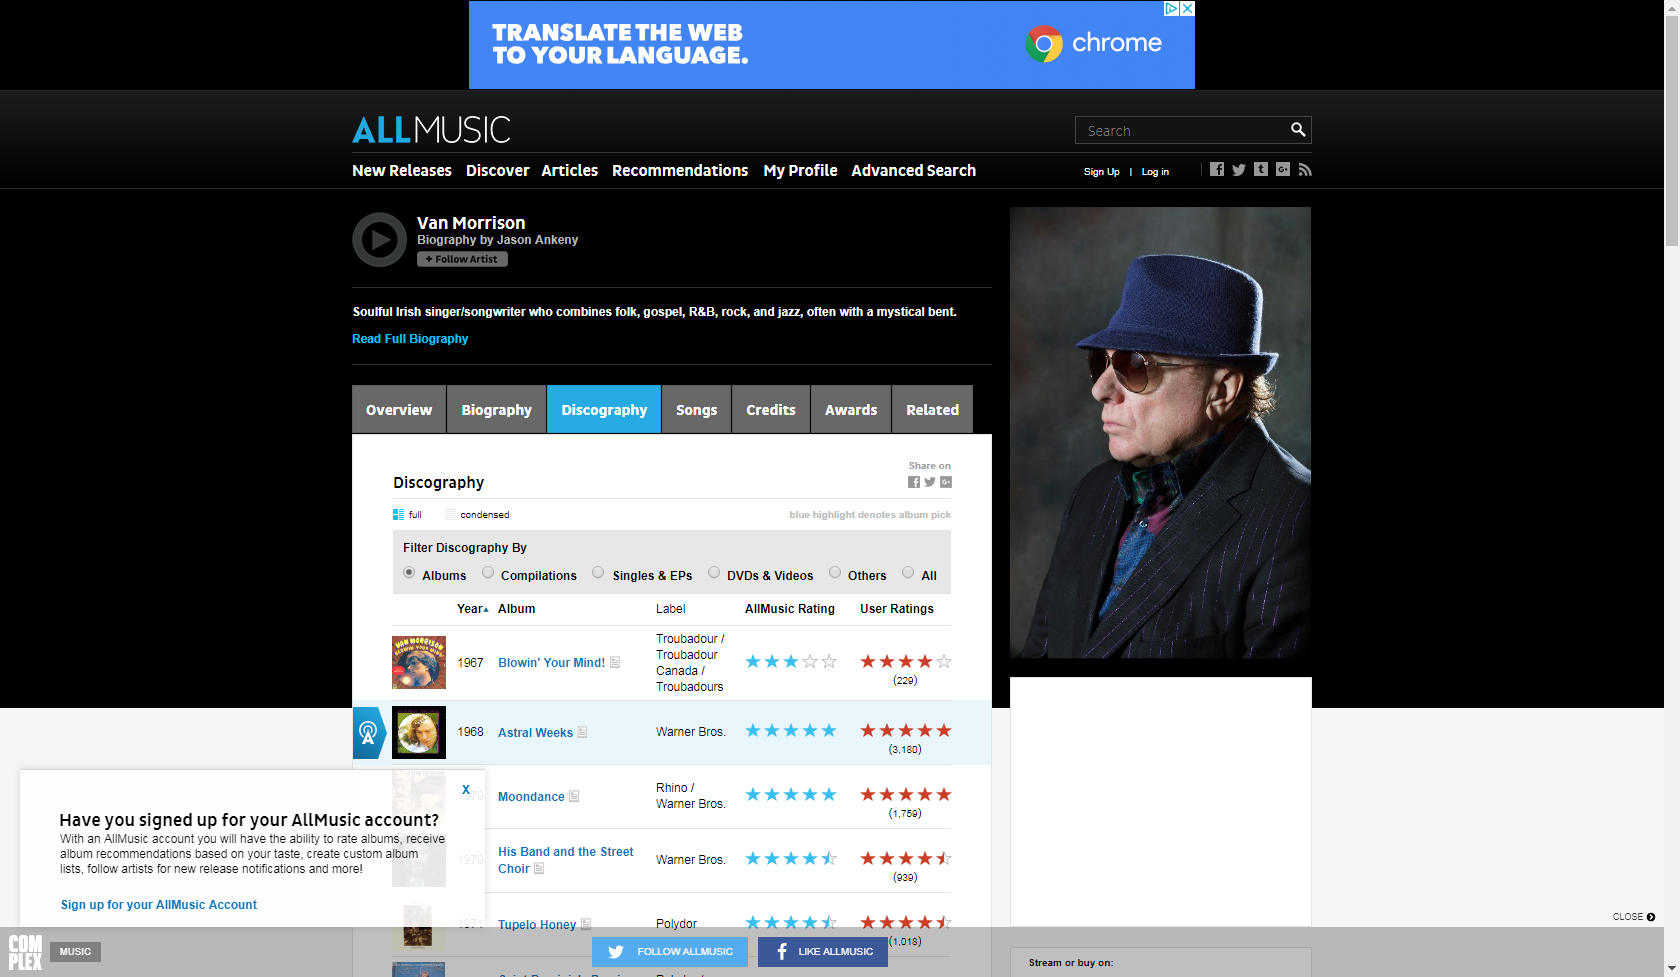 TRANSLATE THE WEB
TO YOUR LANGUAGE.
chrome
ALLMUSIC
Search
New Releases Discover Articles Recommendations My Profile Advanced Search
Sign Up | Log in
Van Morrison
Biography by Jason Ankeny
+ Follow Artist
Soulful Irish singer/songwriter who combines folk, gospel, R&B, rock, and jazz, often with a mystical bent.
Read Full Biography
Overview Biography Discography Songs Credits Awards Related
Share on
Discography
full condensed blue highlight denotes album pick
Filter Discography By
Albums Compilations Singles & EPs DVDs & Videos Others All
Year Album Label AllMusic Rating User Ratings
VAN MORRISON
BLOWIN' YOUR MIND!
1967 Blowin' Your Mind!
Troubadour /
Troubadour
Canada /
Troubadours
(229)
1968 Astral Weeks Warner Bros.
(3,180)
1970 Moondance
Rhino /
Warner Bros.
(1,759)
1970 His Band and the Street
Choir
Warner Bros.
(939)
1971 Tupelo Honey Polydor
(1,018)
X
Have you signed up for your AllMusic account?
With an AllMusic account you will have the ability to rate albums, receive
album recommendations based on your taste, create custom album
lists, follow artists for new release notifications and more!
Sign up for your AllMusic Account
CLOSE
COM
PLEX
MUSIC
FOLLOW ALLMUSIC
LIKE ALLMUSIC
Stream or buy on: